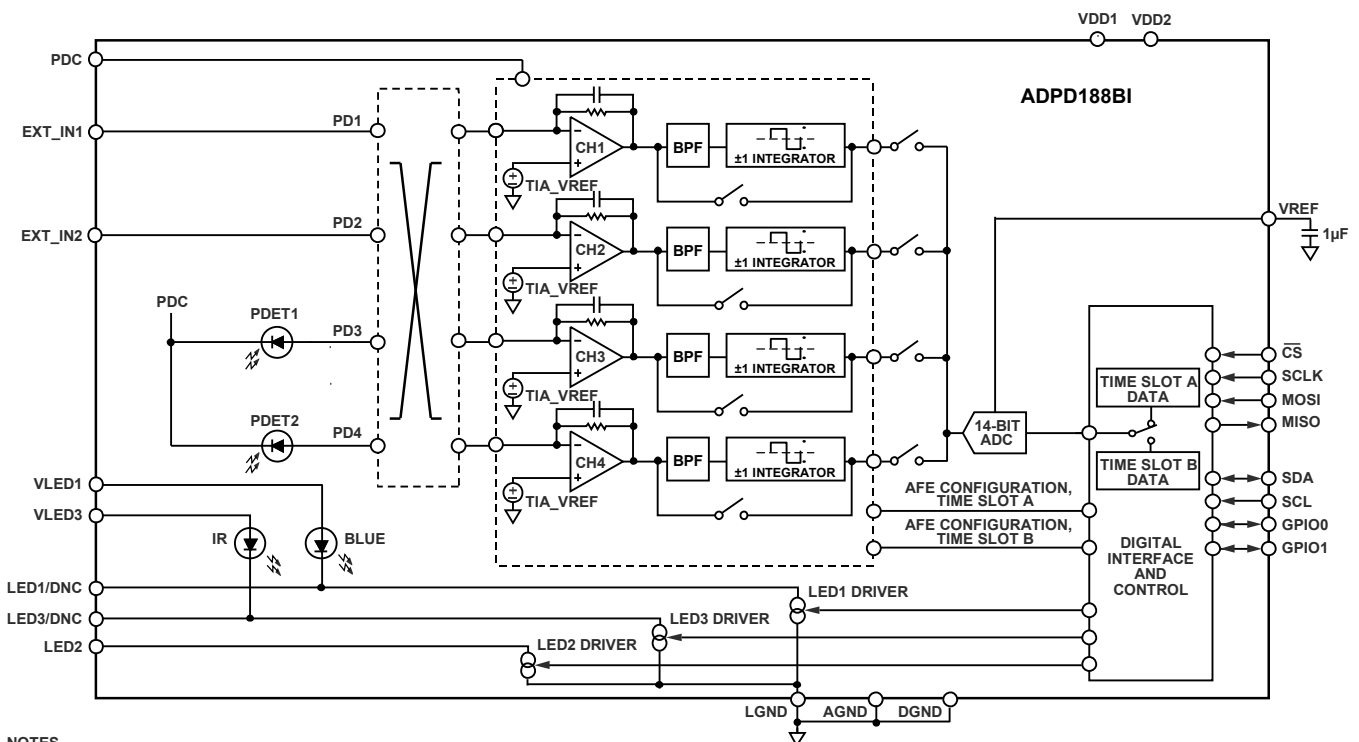 VDD1 VDD2
PDC
ADPD188BI
EXT_IN1
PD1
CH1
BPF
±1 INTEGRATOR
TIA_VREF
VREF
1µF
EXT_IN2
PD2
CH2
BPF
±1 INTEGRATOR
TIA_VREF
PDC
PDET1
PD3
CH3
BPF
±1 INTEGRATOR
TIA_VREF
PDET2
PD4
CH4
BPF
±1 INTEGRATOR
TIA_VREF
14-BIT
ADC
TIME SLOT A
DATA
TIME SLOT B
DATA
CS
SCLK
MOSI
MISO
SDA
SCL
GPIO0
GPIO1
AFE CONFIGURATION,
TIME SLOT A
AFE CONFIGURATION,
TIME SLOT B
DIGITAL
INTERFACE
AND
CONTROL
VLED1
VLED3
IR
BLUE
LED1/DNC
LED3/DNC
LED2
LED1 DRIVER
LED3 DRIVER
LED2 DRIVER
LGND AGND DGND
NOTES